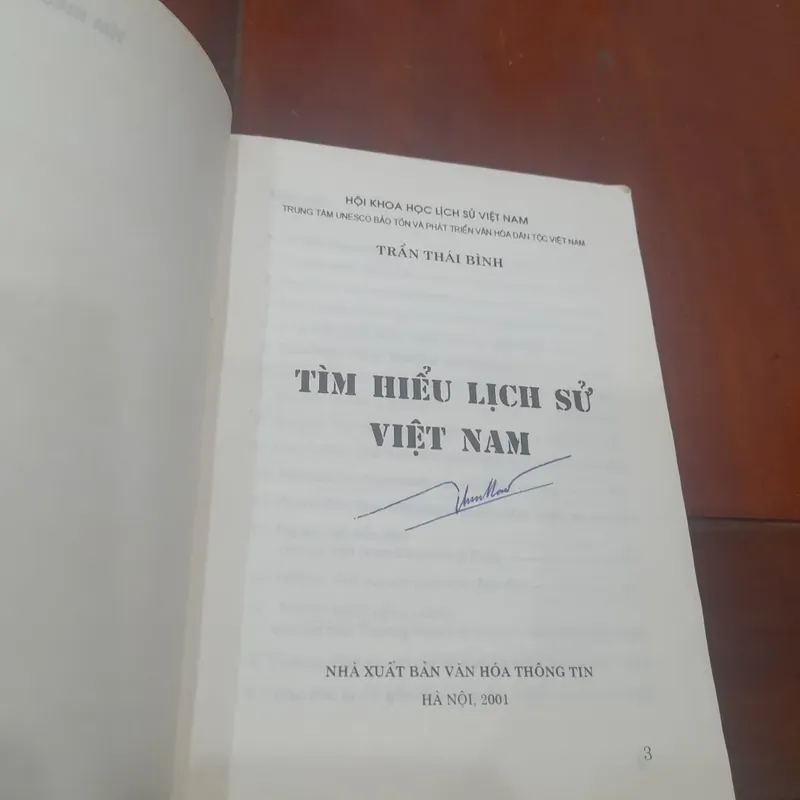 HỘI KHOA HỌC LỊCH SỬ VIỆT NAM
TRUNG TÂM UNESCO BẢO TỒN VÀ PHÁT TRIỂN VĂN HÓA DÂN TỘC VIỆT NAM
TRẦN THÁI BÌNH
TÌM HIỂU LỊCH SỬ
VIỆT NAM
NHÀ XUẤT BẢN VĂN HÓA THÔNG TIN
HÀ NỘI, 2001
3